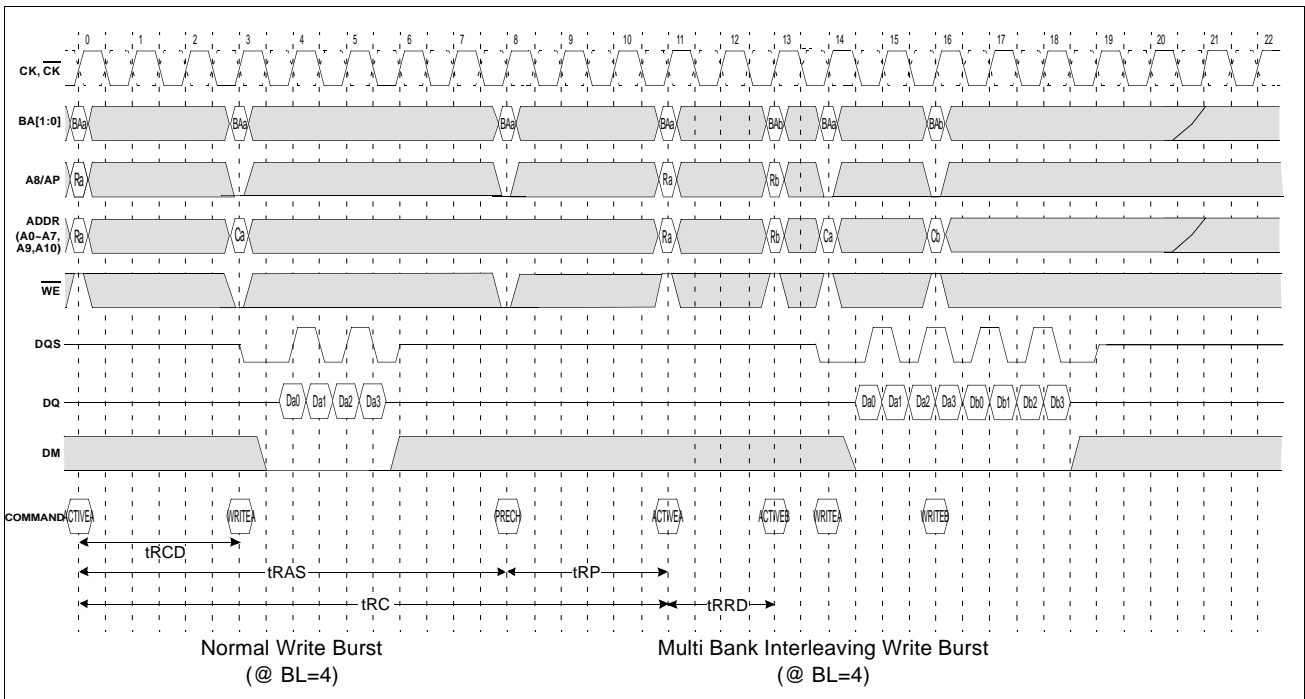 0 1 2 3 4 5 6 7 8 9 10 11 12 13 14 15 16 17 18 19 20 21 22
CK, CK
BA[1:0] BAa BAa BAa BAa BAb BAa BAb
A8/AP Ra Ra Rb
ADDR
(A0~A7,
A9,A10) Ra Ca Ra Rb Ca Cb
WE
DQS
DQ Da0 Da1 Da2 Da3 Da0 Da1 Da2 Da3 Db0 Db1 Db2 Db3
DM
COMMAND ACTIVEA WRITEA PRECH ACTIVEA ACTIVEB WRITEA WRITEB
tRCD
tRAS tRP
tRC tRRD
Normal Write Burst Multi Bank Interleaving Write Burst
(@ BL=4) (@ BL=4)